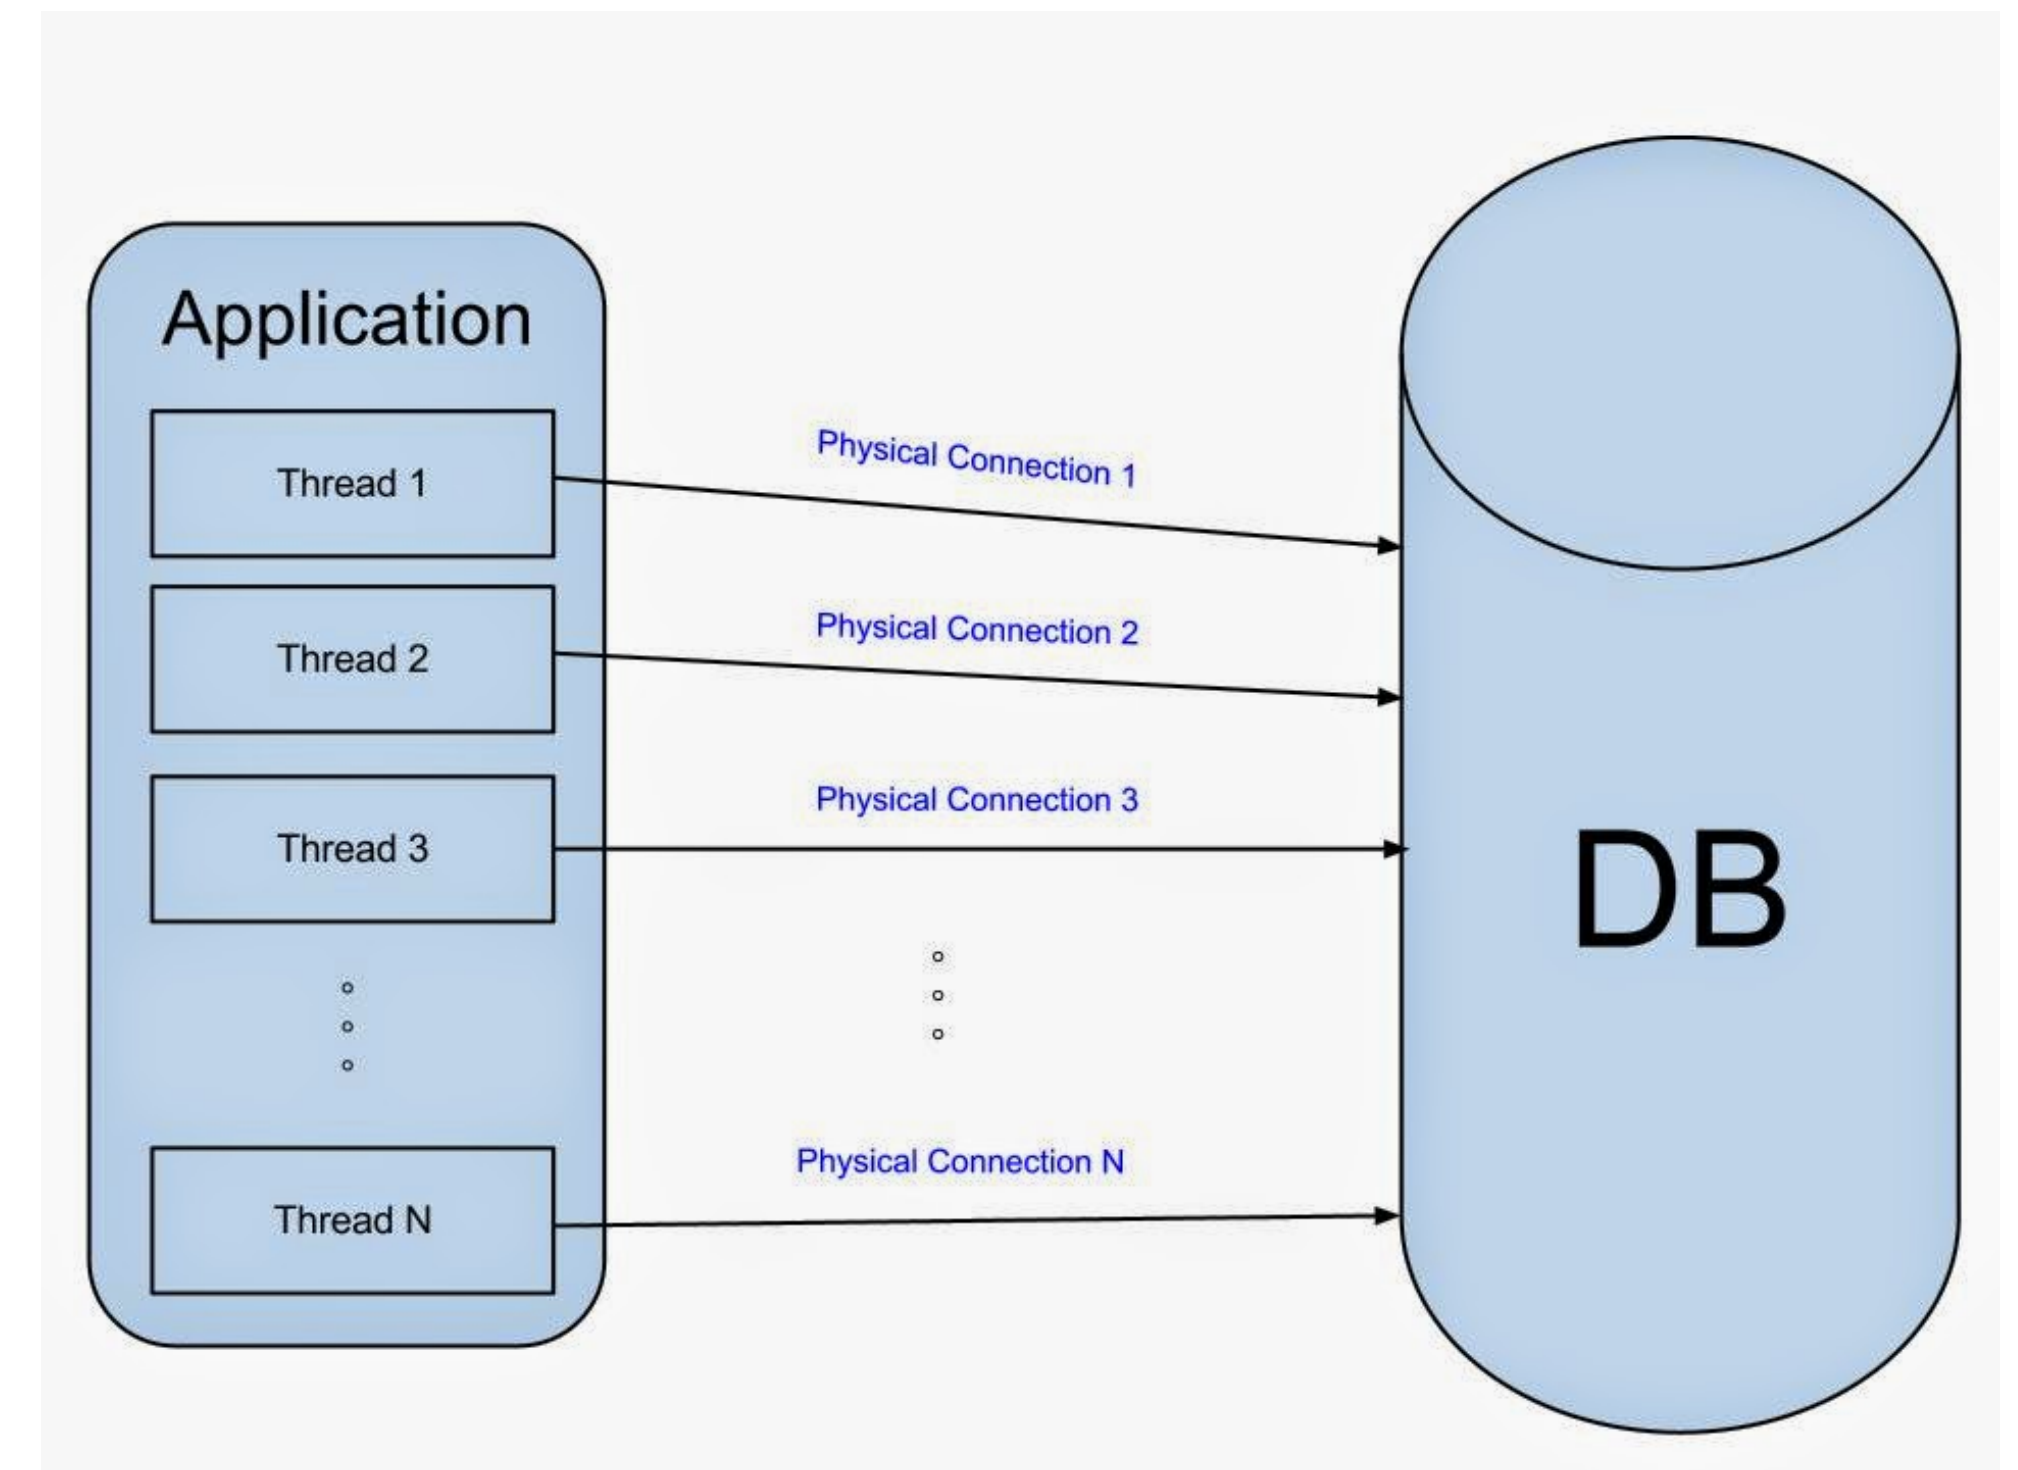 Application
Thread 1
Physical Connection 1
Thread 2
Physical Connection 2
Thread 3
Physical Connection 3
DB
Thread N
Physical Connection N